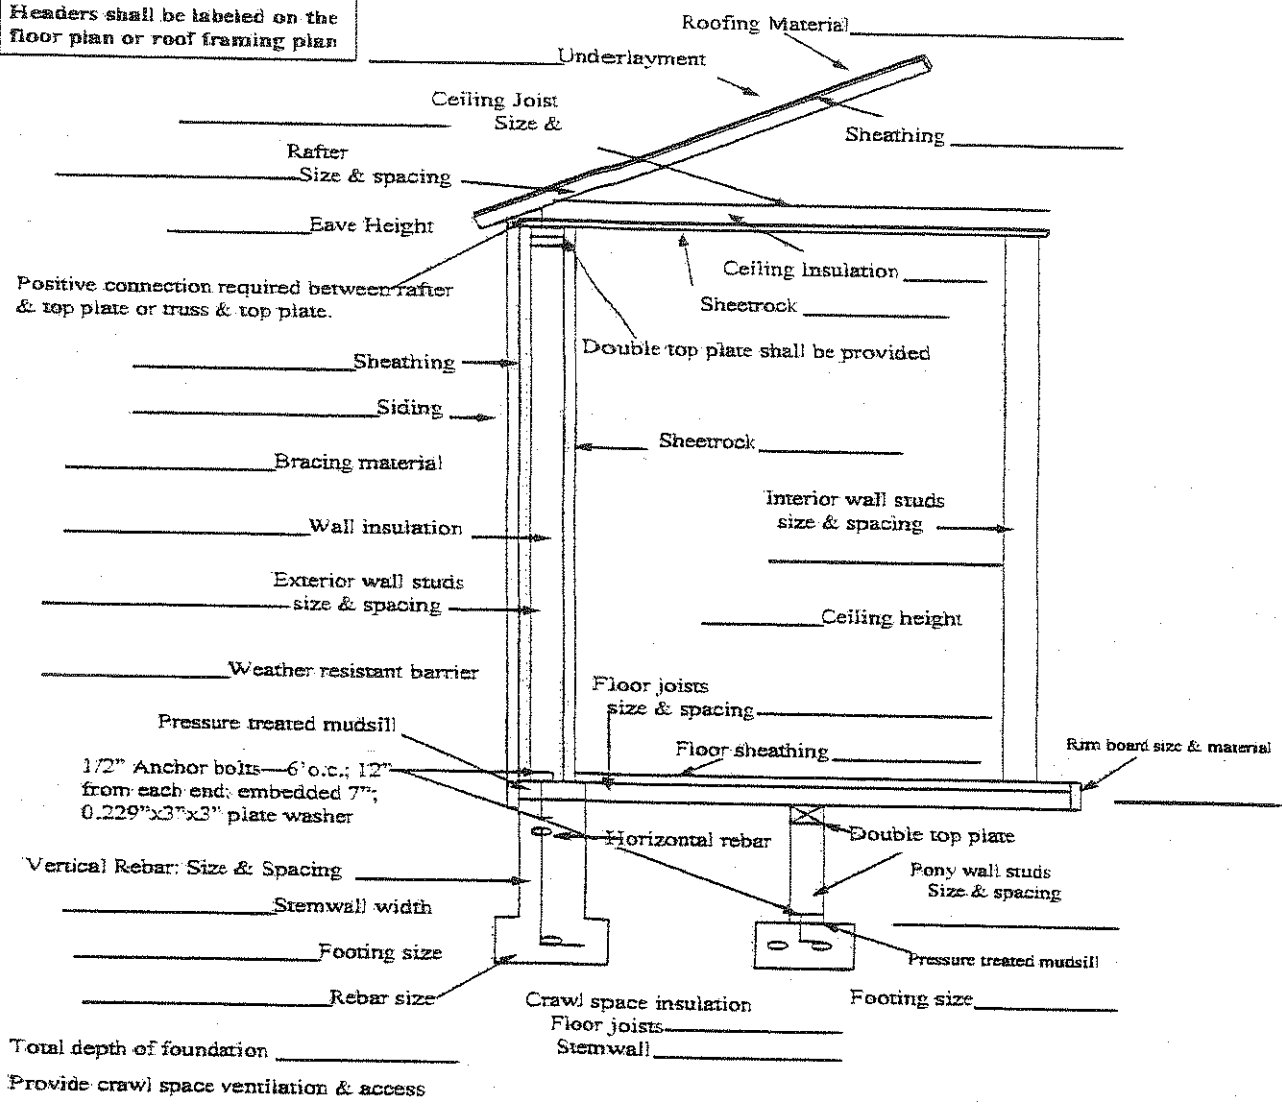 Headers shall be labeled on the
floor plan or roof framing plan
Roofing Material
Underlayment
Ceiling Joist
Size &
Sheathing
Rafter
Size & spacing
Eave Height
Ceiling Insulation
Positive connection required between rafter
& top plate or truss & top plate.
Sheetrock
Double top plate shall be provided
Sheathing
Siding
Sheetrock
Bracing material
Interior wall studs
size & spacing
Wall insulation
Exterior wall studs
size & spacing
Ceiling height
Weather resistant barrier
Floor joists
size & spacing
Pressure treated mudsill
Floor sheathing
Rim board size & material
1/2" Anchor bolts—6'o.c.; 12"
from each end; embedded 7";
0.229"x3"x3" plate washer
Horizontal rebar
Double top plate
Vertical Rebar: Size & Spacing
Pony wall studs
Size & spacing
Stemwall width
Footing size
Pressure treated mudsill
Rebar size
Crawl space insulation
Floor joists
Stemwall
Footing size
Total depth of foundation
Provide crawl space ventilation & access